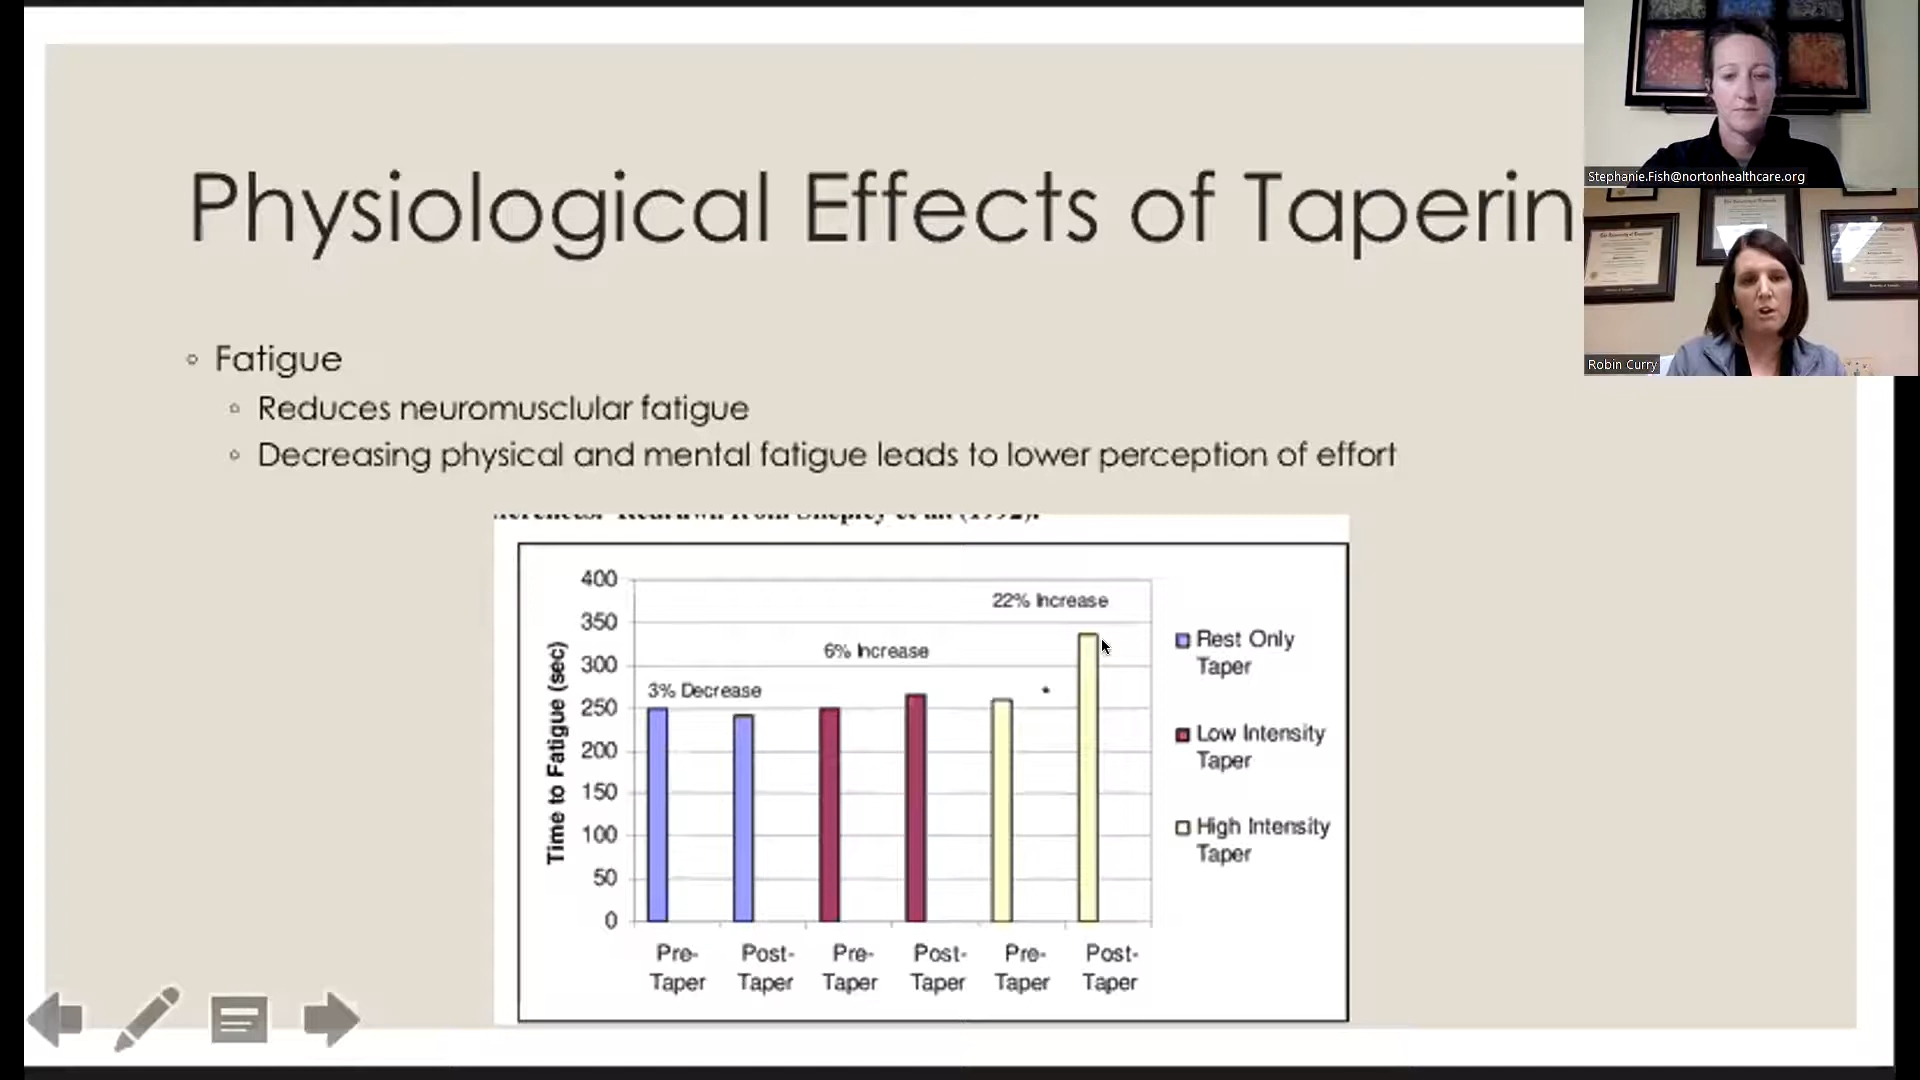 Physiological Effects of Taperin
Stephanie.Fish@nortonhealthcare.org
Robin Curry
Fatigue
Reduces neuromusclular fatigue
Decreasing physical and mental fatigue leads to lower perception of effort
400
350
300
250
200
150
100
50
0
Time to Fatigue (sec)
3% Decrease
6% Increase
22% Increase
*
Pre-
Taper
Post-
Taper
Pre-
Taper
Post-
Taper
Pre-
Taper
Post-
Taper
Rest Only
Taper
Low Intensity
Taper
High Intensity
Taper